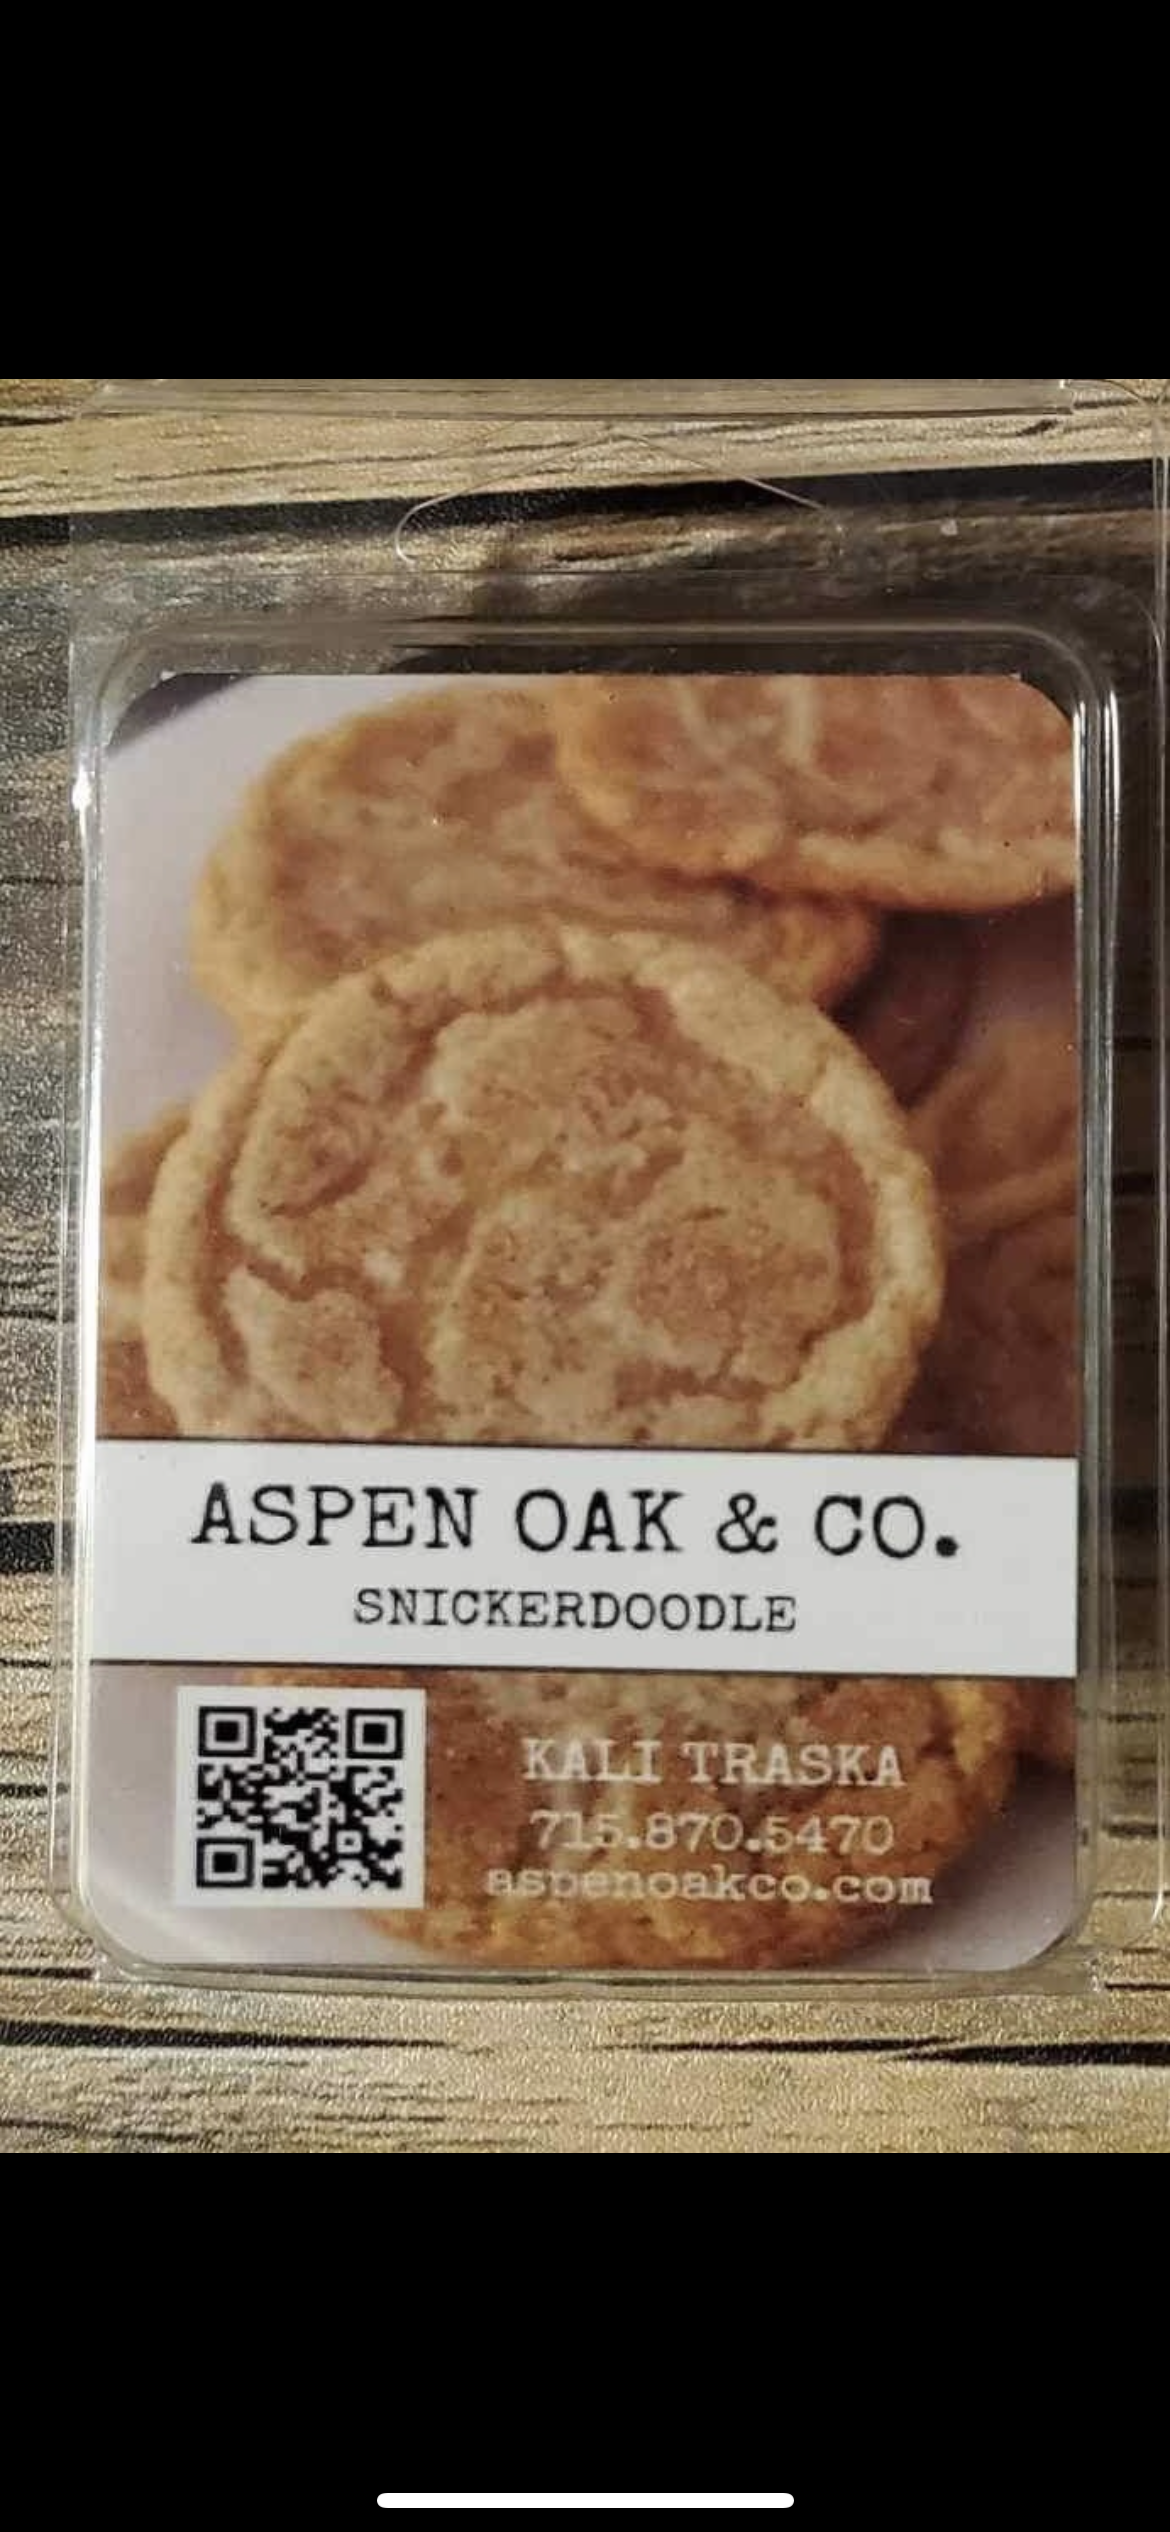 ASPEN OAK & CO.
SNICKERDOODLE
KALI TRASKA
715.870.5470
aspenoakco.com